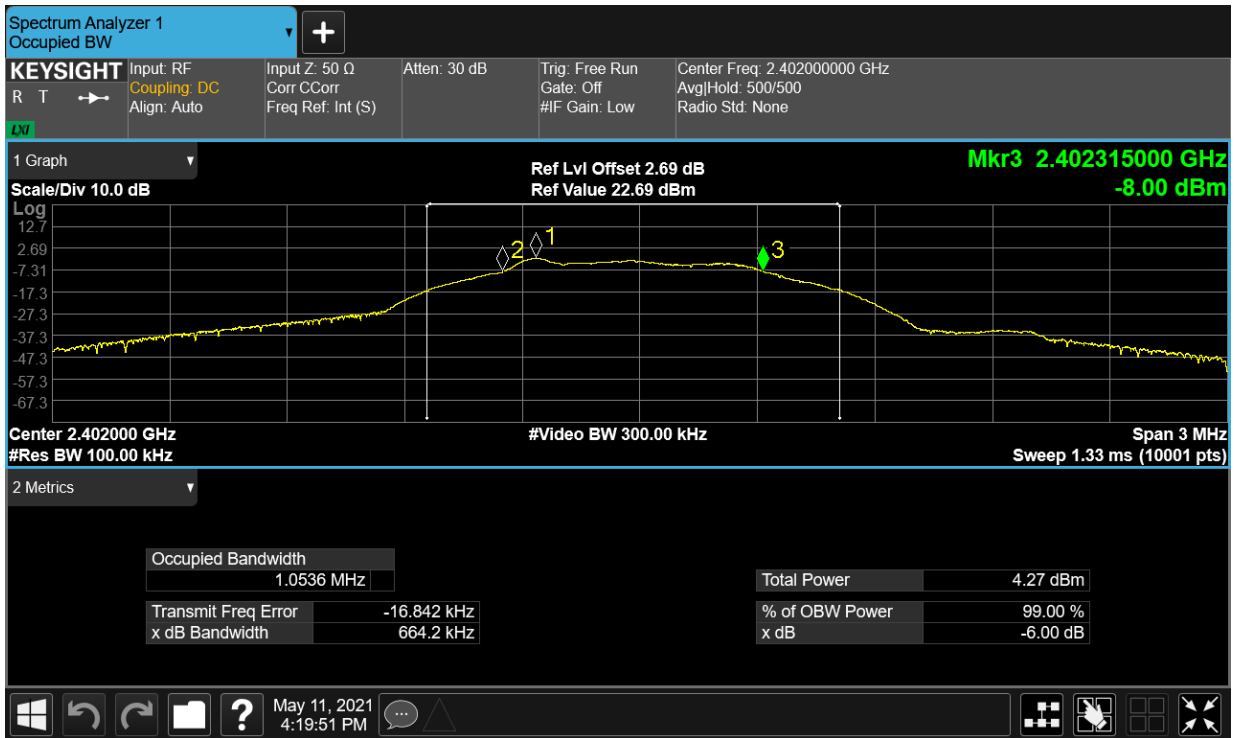 Spectrum Analyzer 1
Occupied BW
▼
+
KEYSIGHT
R T
LXI
Input: RF
Coupling: DC
Align: Auto
Input Z: 50 Ω
Corr CCorr
Freq Ref: Int (S)
Atten: 30 dB
Trig: Free Run
Gate: Off
#IF Gain: Low
Center Freq: 2.402000000 GHz
Avg|Hold: 500/500
Radio Std: None
1 Graph ▼
Scale/Div 10.0 dB
Ref Lvl Offset 2.69 dB
Ref Value 22.69 dBm
Mkr3 2.402315000 GHz
-8.00 dBm
Log
12.7
2.69
-7.31
-17.3
-27.3
-37.3
-47.3
-57.3
-67.3
2
1
3
Center 2.402000 GHz
#Video BW 300.00 kHz
Span 3 MHz
#Res BW 100.00 kHz
Sweep 1.33 ms (10001 pts)
2 Metrics ▼
Occupied Bandwidth
1.0536 MHz
Transmit Freq Error -16.842 kHz
x dB Bandwidth 664.2 kHz
Total Power 4.27 dBm
% of OBW Power 99.00 %
x dB -6.00 dB
?
May 11, 2021
4:19:51 PM